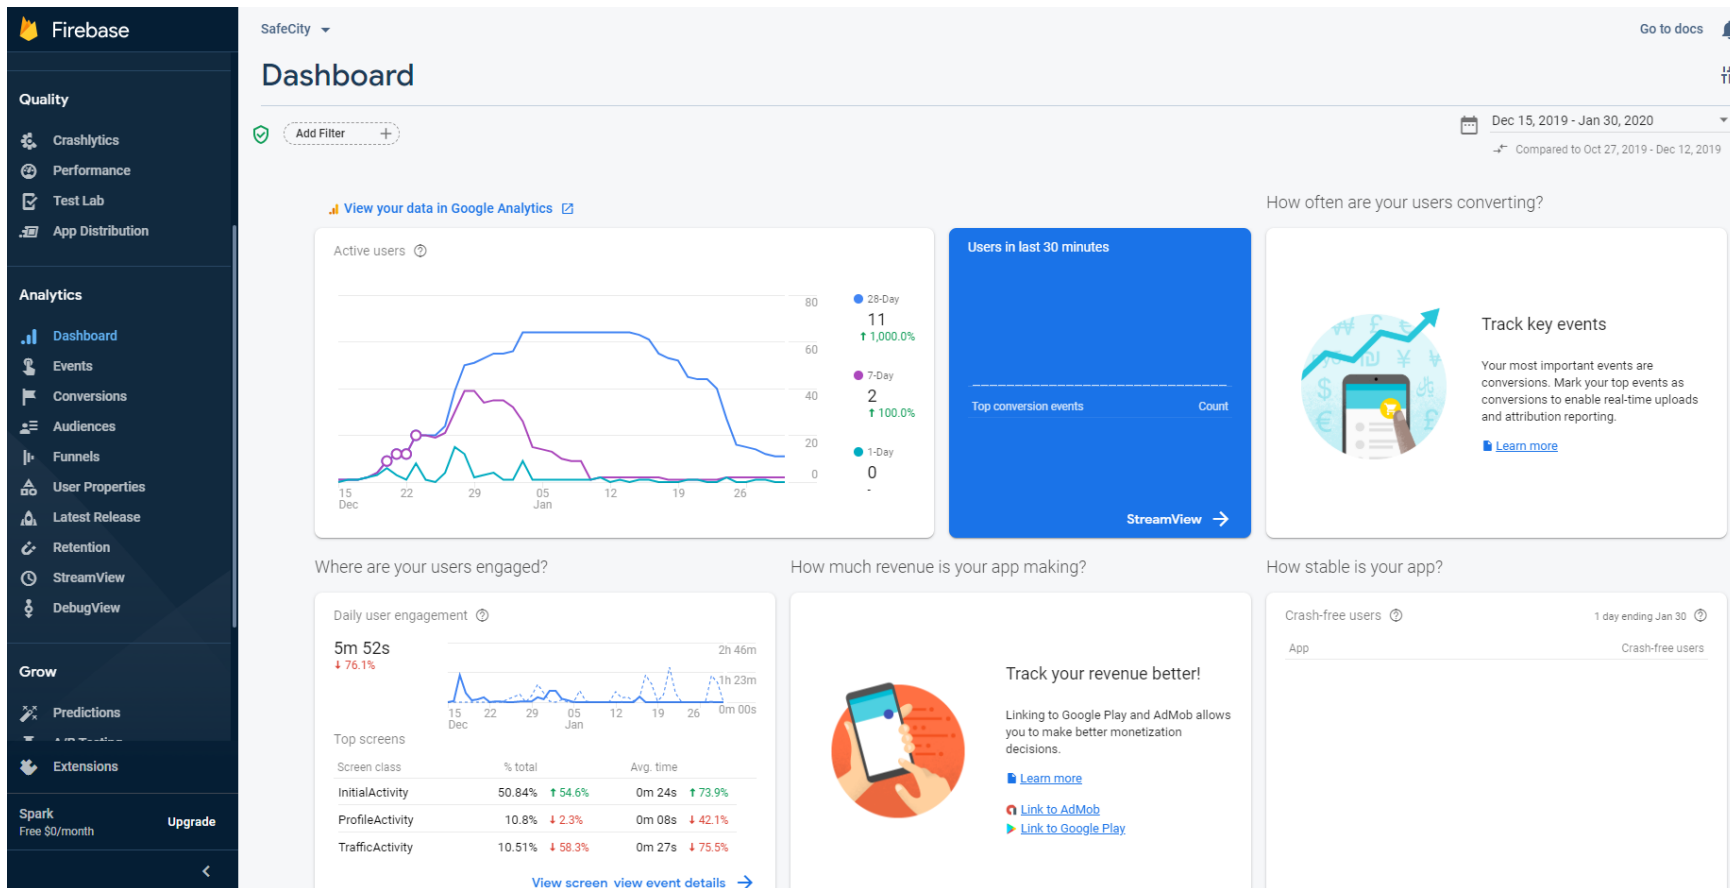 Firebase
Quality
Crashlytics
Performance
Test Lab
App Distribution
Analytics
Dashboard
Events
Conversions
Audiences
Funnels
User Properties
Latest Release
Retention
StreamView
DebugView
Grow
Predictions
Extensions
Spark
Free $0/month
Upgrade
SafeCity
Go to docs
Dashboard
Add Filter
Dec 15, 2019 - Jan 30, 2020
Compared to Oct 27, 2019 - Dec 12, 2019
View your data in Google Analytics
Active users
80
60
40
20
0
15 22 29 05 12 19 26
Dec Jan
28-Day
11
1,000.0%
7-Day
2
100.0%
1-Day
0
-
Users in last 30 minutes
Top conversion events Count
StreamView
How often are your users converting?
Track key events
Your most important events are
conversions. Mark your top events as
conversions to enable real-time uploads
and attribution reporting.
Learn more
Where are your users engaged?
Daily user engagement
5m 52s
76.1%
2h 46m
1h 23m
0m 00s
15 22 29 05 12 19 26
Dec Jan
Top screens
Screen class % total Avg. time
InitialActivity 50.84% 54.6% 0m 24s 73.9%
ProfileActivity 10.8% 2.3% 0m 08s 42.1%
TrafficActivity 10.51% 58.3% 0m 27s 75.5%
View screen_view event details
How much revenue is your app making?
Track your revenue better!
Linking to Google Play and AdMob allows
you to make better monetization
decisions.
Learn more
Link to AdMob
Link to Google Play
How stable is your app?
Crash-free users 1 day ending Jan 30
App Crash-free users